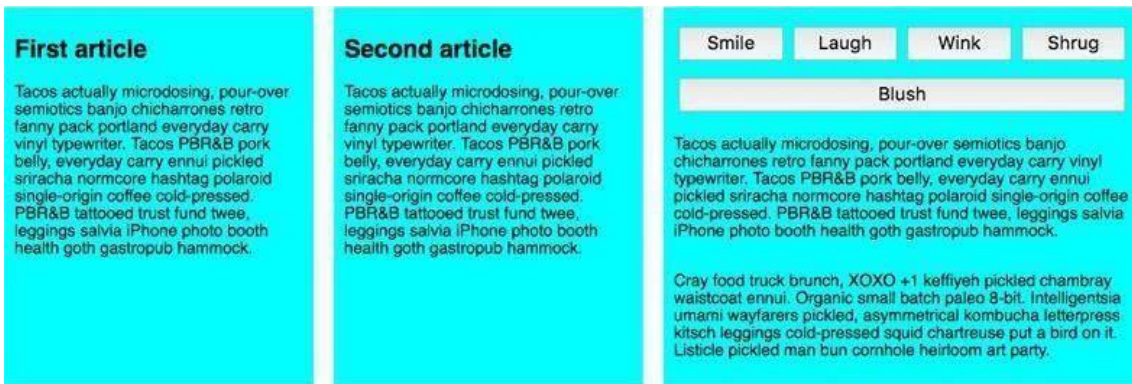 First article
Tacos actually microdosing, pour-over
semiotics banjo chicharrones retro
fanny pack portland everyday carry
vinyl typewriter. Tacos PBR&B pork
belly, everyday carry ennui pickled
sriracha normcore hashtag polaroid
single-origin coffee cold-pressed.
PBR&B tattooed trust fund twee,
leggings salvia iPhone photo booth
health goth gastropub hammock.
Second article
Tacos actually microdosing, pour-over
semiotics banjo chicharrones retro
fanny pack portland everyday carry
vinyl typewriter. Tacos PBR&B pork
belly, everyday carry ennui pickled
sriracha normcore hashtag polaroid
single-origin coffee cold-pressed.
PBR&B tattooed trust fund twee,
leggings salvia iPhone photo booth
health goth gastropub hammock.
Smile Laugh Wink Shrug
Blush
Tacos actually microdosing, pour-over semiotics banjo
chicharrones retro fanny pack portland everyday carry vinyl
typewriter. Tacos PBR&B pork belly, everyday carry ennui
pickled sriracha normcore hashtag polaroid single-origin coffee
cold-pressed. PBR&B tattooed trust fund twee, leggings salvia
iPhone photo booth health goth gastropub hammock.
Cray food truck brunch, XOXO +1 keffiyeh pickled chambray
waistcoat ennui. Organic small batch paleo 8-bit. Intelligentsia
umami wayfarers pickled, asymmetrical kombucha letterpress
kitsch leggings cold-pressed squid chartreuse put a bird on it.
Listicle pickled man bun cornhole heirloom art party.